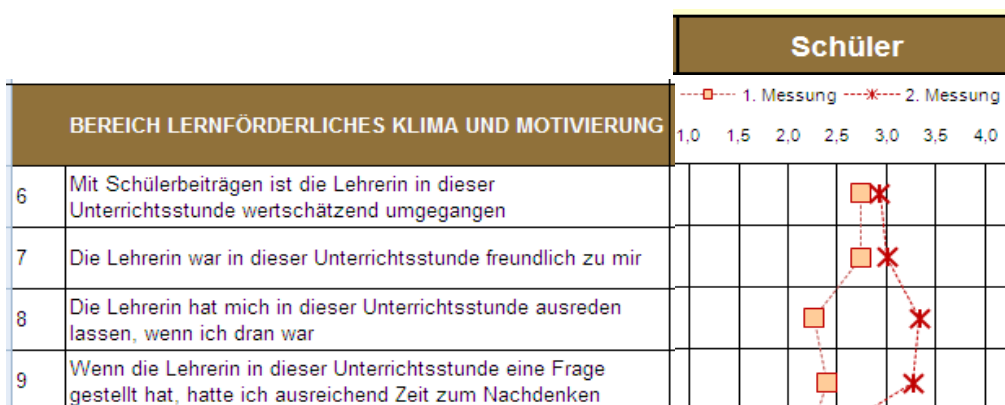 Schüler
1. Messung 2. Messung
BEREICH LERNFÖRDERLICHES KLIMA UND MOTIVIERUNG
1,0 1,5 2,0 2,5 3,0 3,5 4,0
6
Mit Schülerbeiträgen ist die Lehrerin in dieser
Unterrichtsstunde wertschätzend umgegangen
7
Die Lehrerin war in dieser Unterrichtsstunde freundlich zu mir
8
Die Lehrerin hat mich in dieser Unterrichtsstunde ausreden
lassen, wenn ich dran war
9
Wenn die Lehrerin in dieser Unterrichtsstunde eine Frage
gestellt hat, hatte ich ausreichend Zeit zum Nachdenken